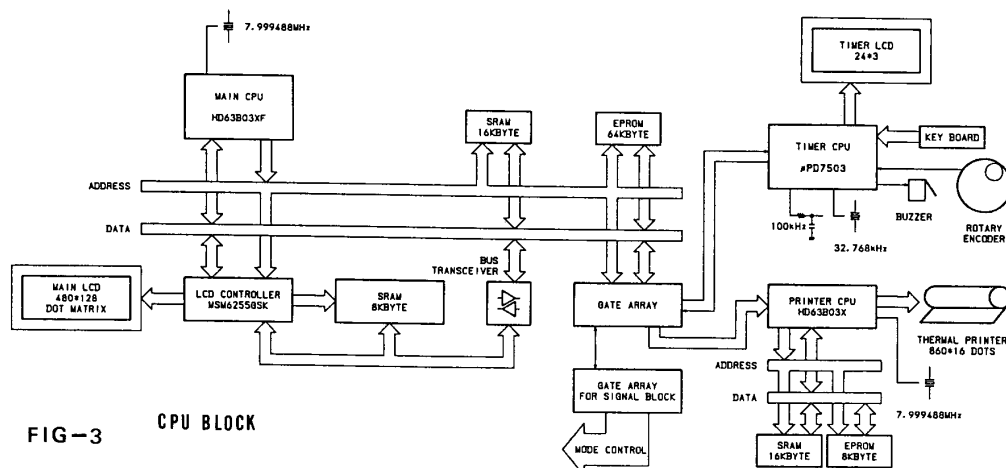 7.999488MHz
MAIN CPU
HD63B03XF
SRAM
16KBYTE
EPROM
64KBYTE
TIMER LCD
24*3
TIMER CPU
μPD7503
KEY BOARD
BUZZER
ROTARY
ENCODER
100kHz
32.768kHz
ADDRESS
DATA
BUS
TRANSCEIVER
MAIN LCD
480*128
DOT MATRIX
LCD CONTROLLER
MSM6255GSK
SRAM
8KBYTE
GATE ARRAY
PRINTER CPU
HD63B03X
THERMAL PRINTER
860*16 DOTS
ADDRESS
DATA
7.999488MHz
GATE ARRAY
FOR SIGNAL BLOCK
MODE CONTROL
SRAM
16KBYTE
EPROM
8KBYTE
FIG-3
CPU BLOCK